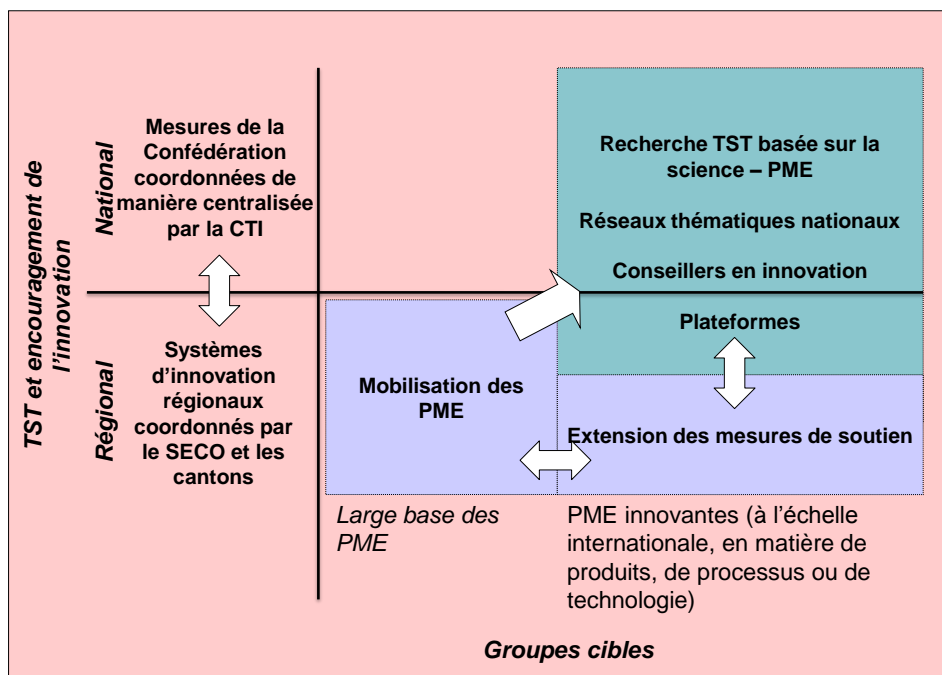 TST et encouragement de
l'innovation
National
Mesures de la
Confédération
coordonnées de
manière centralisée
par la CTI
Recherche TST basée sur la
science – PME
Réseaux thématiques nationaux
Conseillers en innovation
Régional
Systèmes
d'innovation
régionaux
coordonnés par
le SECO et les
cantons
Mobilisation des
PME
Plateformes
Extension des mesures de soutien
Large base des
PME
PME innovantes (à l'échelle
internationale, en matière de
produits, de processus ou de
technologie)
Groupes cibles